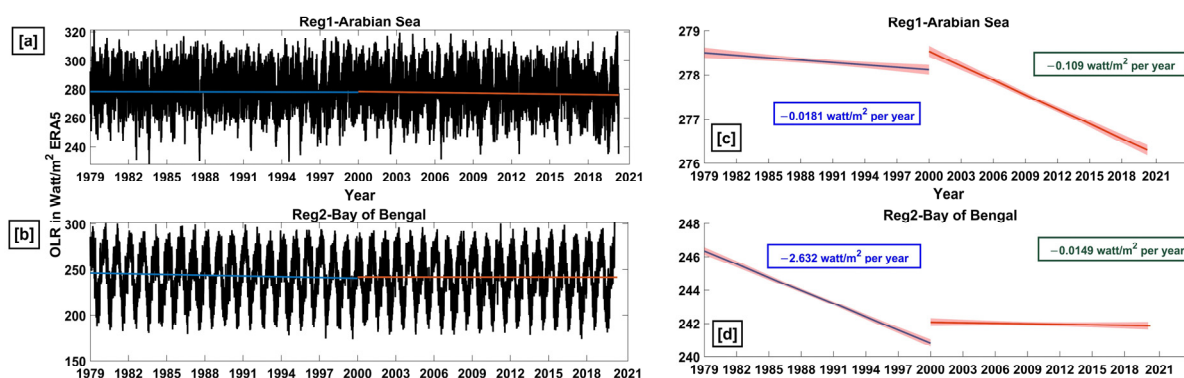 Reg1-Arabian Sea
[a]
320
300
280
260
240
1979 1982 1985 1988 1991 1994 1997 2000 2003 2006 2009 2012 2015 2018 2021
Year
OLR in Watt/m² ERA5
Reg2-Bay of Bengal
[b]
300
250
200
150
1979 1982 1985 1988 1991 1994 1997 2000 2003 2006 2009 2012 2015 2018 2021
Reg1-Arabian Sea
279
278
277
276
−0.109 watt/m² per year
−0.0181 watt/m² per year
[c]
1979 1982 1985 1988 1991 1994 1997 2000 2003 2006 2009 2012 2015 2018 2021
Year
Reg2-Bay of Bengal
248
246
244
242
240
−2.632 watt/m² per year
−0.0149 watt/m² per year
[d]
1979 1982 1985 1988 1991 1994 1997 2000 2003 2006 2009 2012 2015 2018 2021